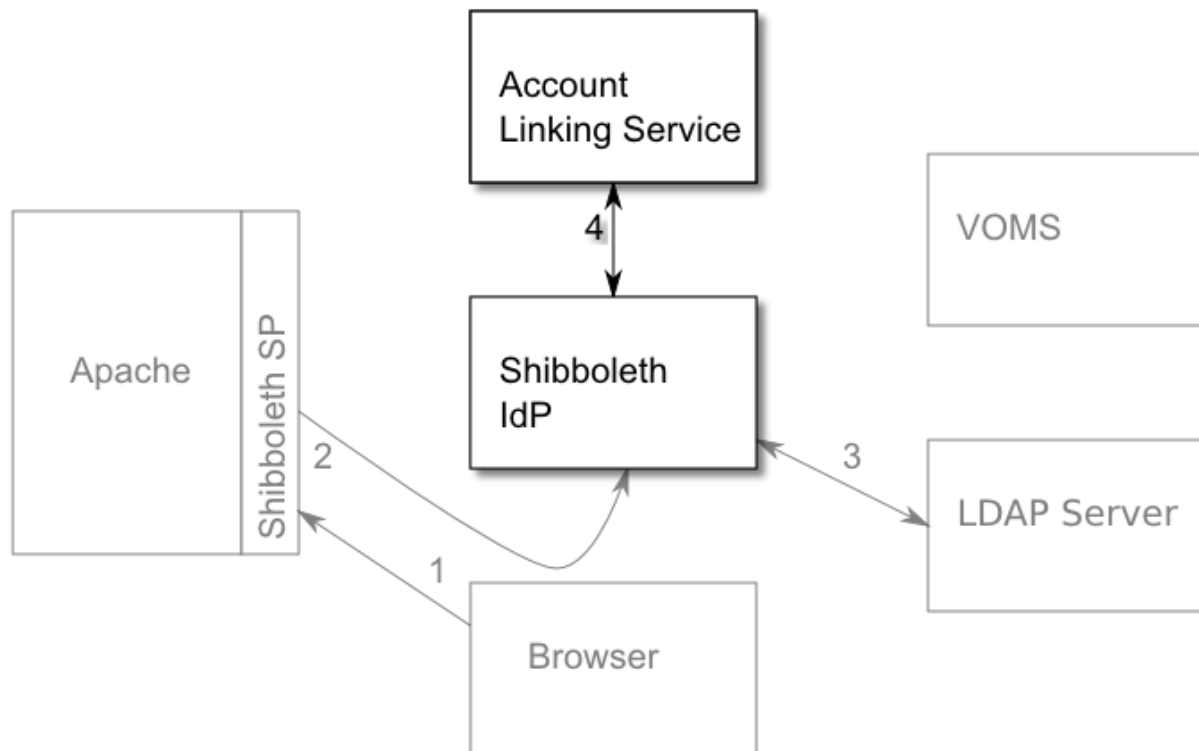 Account
Linking Service
4
VOMS
Apache
Shibboleth SP
Shibboleth
IdP
2
3
LDAP Server
1
Browser